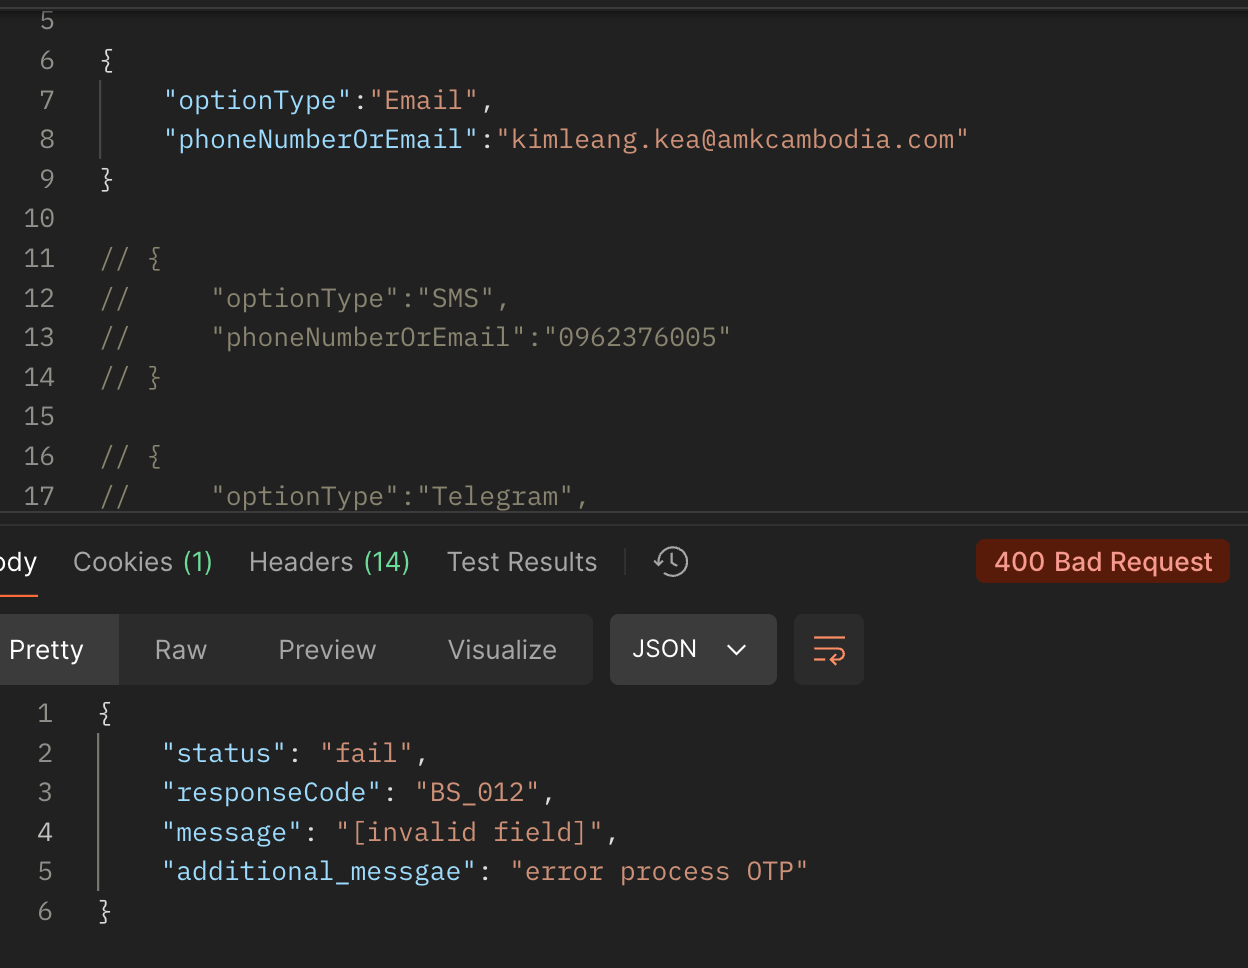 5
6 {
7 "optionType":"Email",
8 "phoneNumberOrEmail":"kimleang.kea@amkcambodia.com"
9 }
10
11 // {
12 // "optionType":"SMS",
13 // "phoneNumberOrEmail":"0962376005"
14 // }
15
16 // {
17 // "optionType":"Telegram",
ody Cookies (1) Headers (14) Test Results 400 Bad Request
Pretty Raw Preview Visualize JSON
1 {
2 "status": "fail",
3 "responseCode": "BS_012",
4 "message": "[invalid field]",
5 "additional_messgae": "error process OTP"
6 }